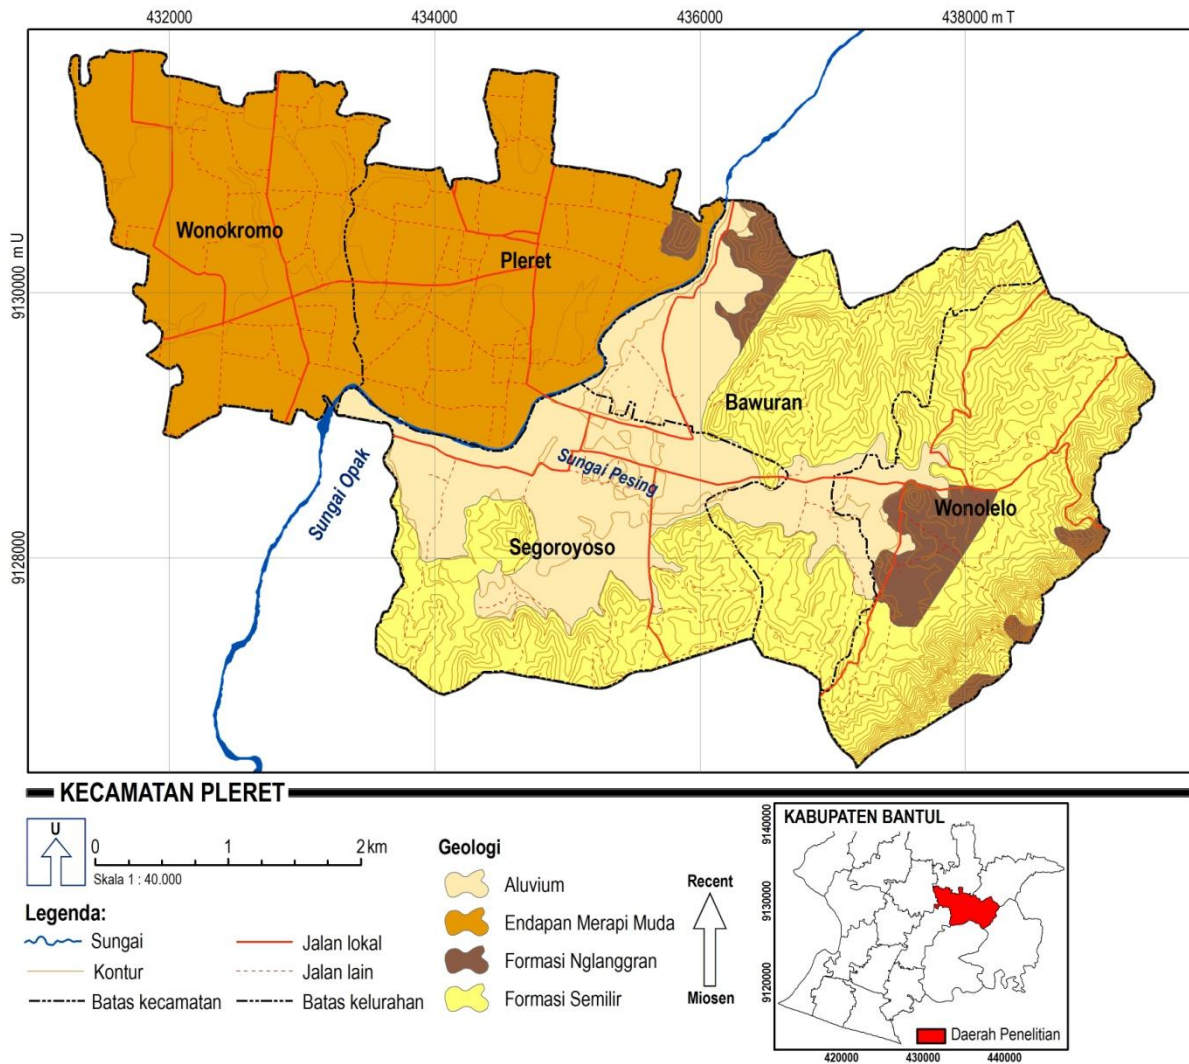 432000
434000
436000
438000 m T
9130000 m U
9128000
Wonokromo
Pleret
Bawuran
Sungai Pesing
Sungai Opak
Wonolelo
Segoroyoso
KECAMATAN PLERET
U
0 1 2 km
Skala 1 : 40.000
Legenda:
Sungai
Kontur
Batas kecamatan
Jalan lokal
Jalan lain
Batas kelurahan
Geologi
Aluvium
Endapan Merapi Muda
Formasi Nglanggran
Formasi Semilir
Recent
Miosen
KABUPATEN BANTUL
9140000
9130000
9120000
Daerah Penelitian
420000
430000
440000